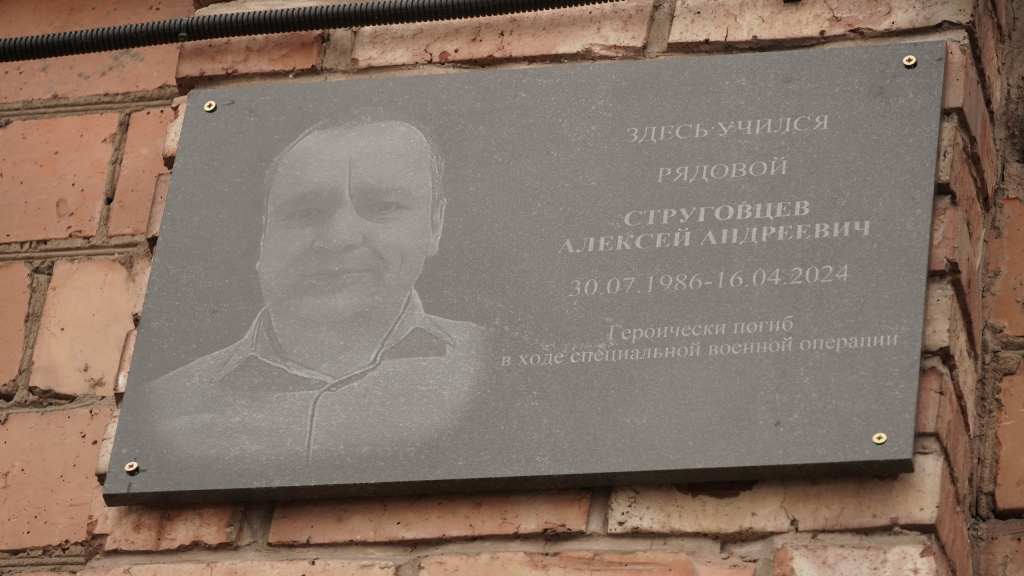 ЗДЕСЬ УЧИЛСЯ
РЯДОВОЙ
СТРУГОВЦЕВ
АЛЕКСЕЙ АНДРЕЕВИЧ
30.07.1986-16.04.2024
Героически погиб
в ходе специальной военной операции